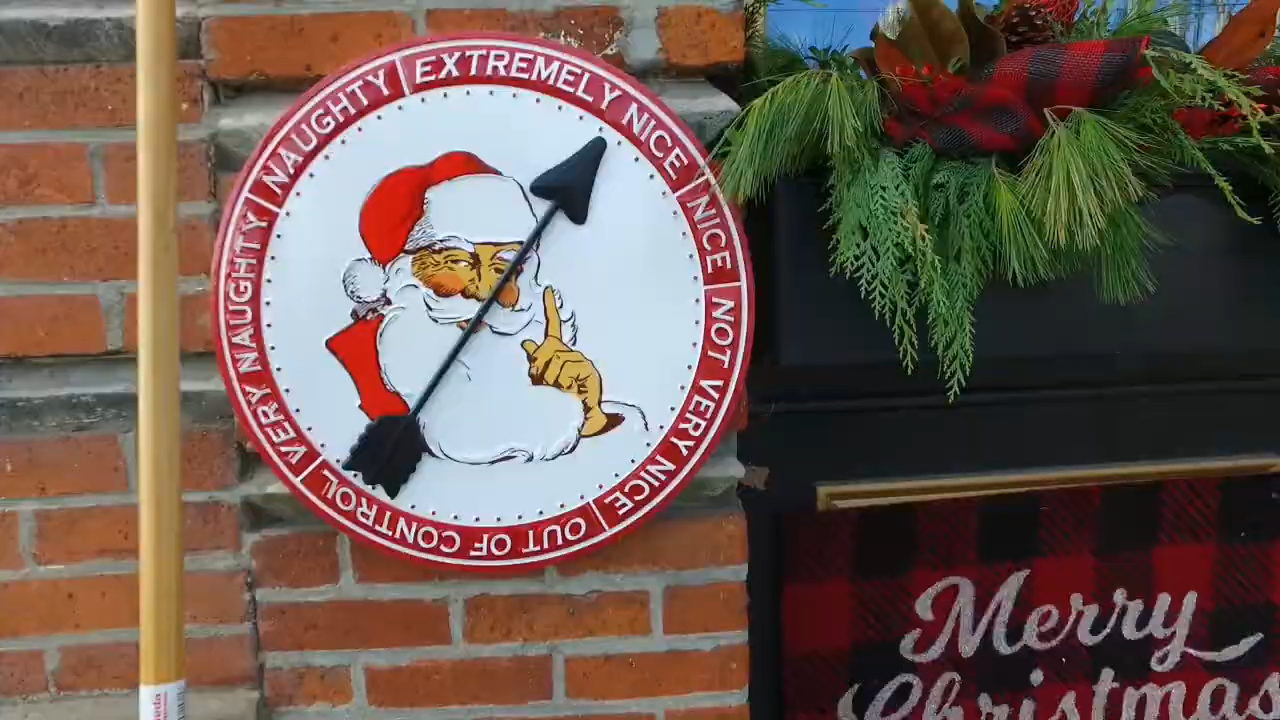 EXTREMELY NICE
NICE
NOT VERY NICE
OUT OF CONTROL
VERY NAUGHTY
NAUGHTY
Merry
Christmas